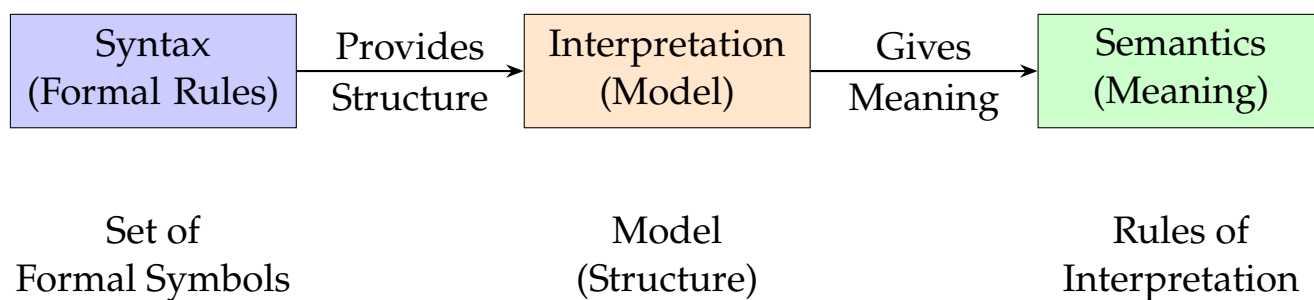 Syntax
(Formal Rules)
Provides
Structure
Interpretation
(Model)
Gives
Meaning
Semantics
(Meaning)
Set of
Formal Symbols
Model
(Structure)
Rules of
Interpretation